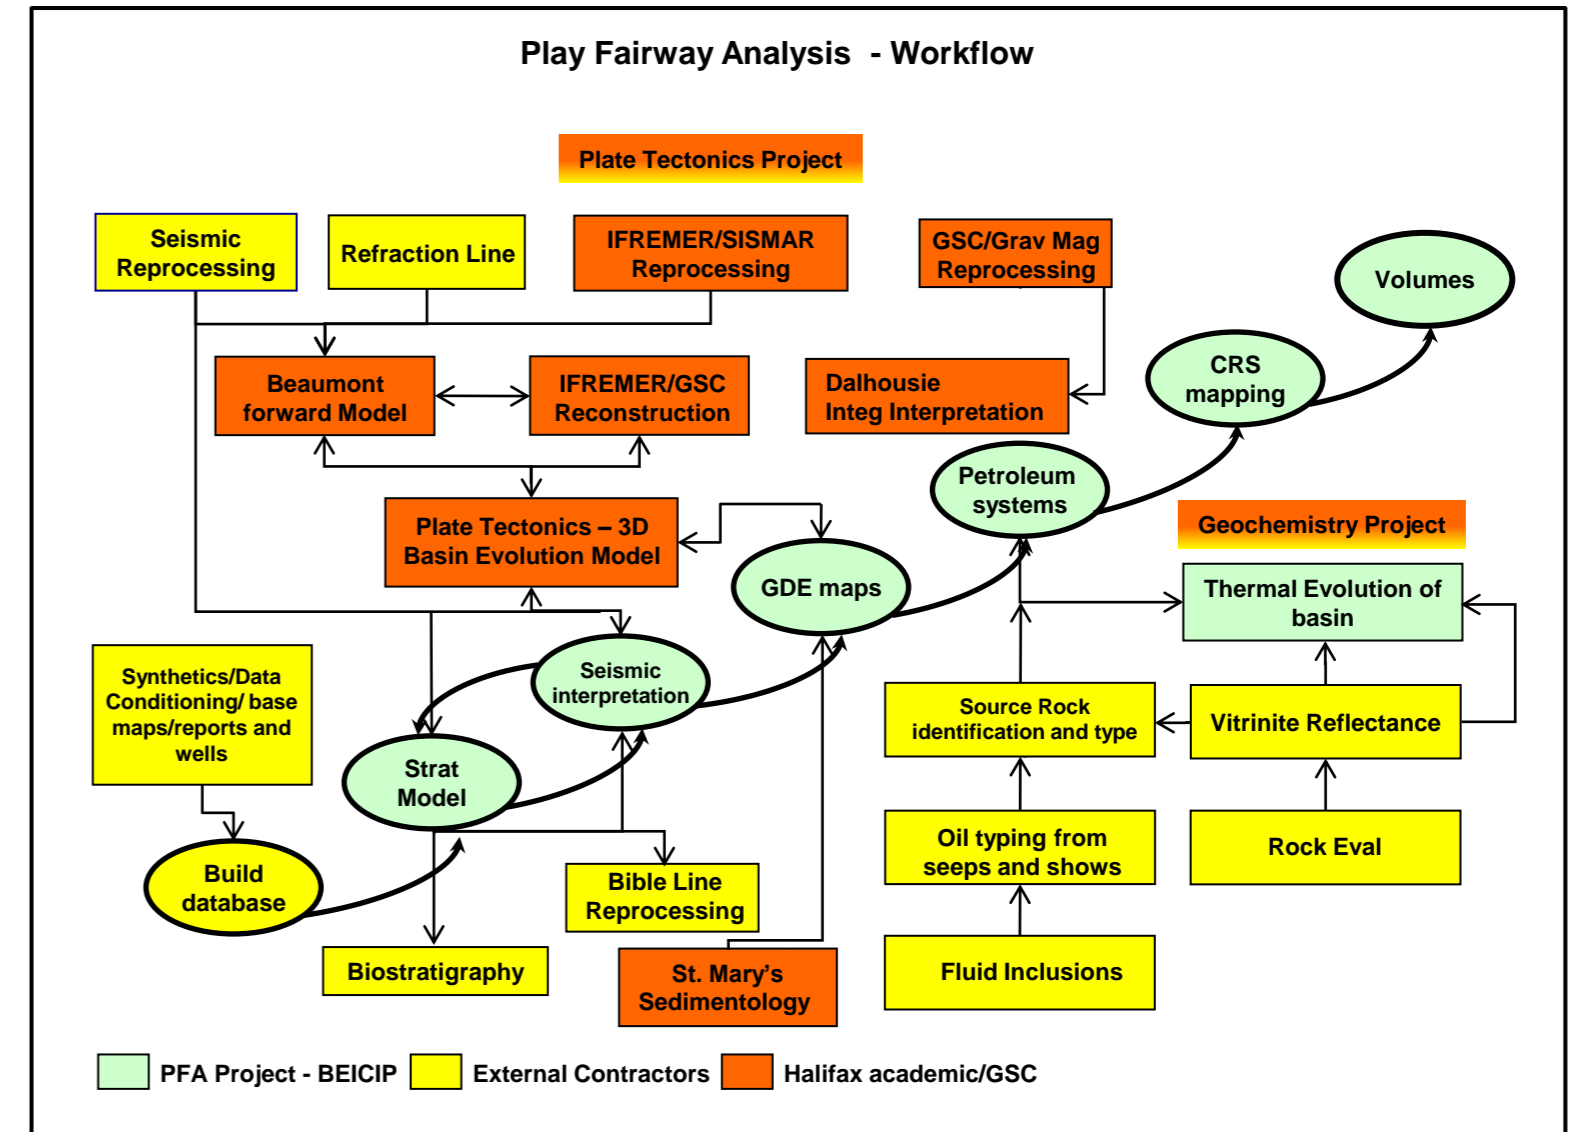 Play Fairway Analysis - Workflow
Plate Tectonics Project
Seismic
Reprocessing
Refraction Line
IFREMER/SISMAR
Reprocessing
GSC/Grav Mag
Reprocessing
Volumes
Beaumont
forward Model
IFREMER/GSC
Reconstruction
Dalhousie
Integ Interpretation
CRS
mapping
Petroleum
systems
Plate Tectonics – 3D
Basin Evolution Model
Geochemistry Project
GDE maps
Thermal Evolution of
basin
Synthetics/Data
Conditioning/ base
maps/reports and
wells
Seismic
interpretation
Source Rock
identification and type
Vitrinite Reflectance
Strat
Model
Oil typing from
seeps and shows
Rock Eval
Build
database
Bible Line
Reprocessing
Biostratigraphy
St. Mary’s
Sedimentology
Fluid Inclusions
PFA Project - BEICIP
External Contractors
Halifax academic/GSC